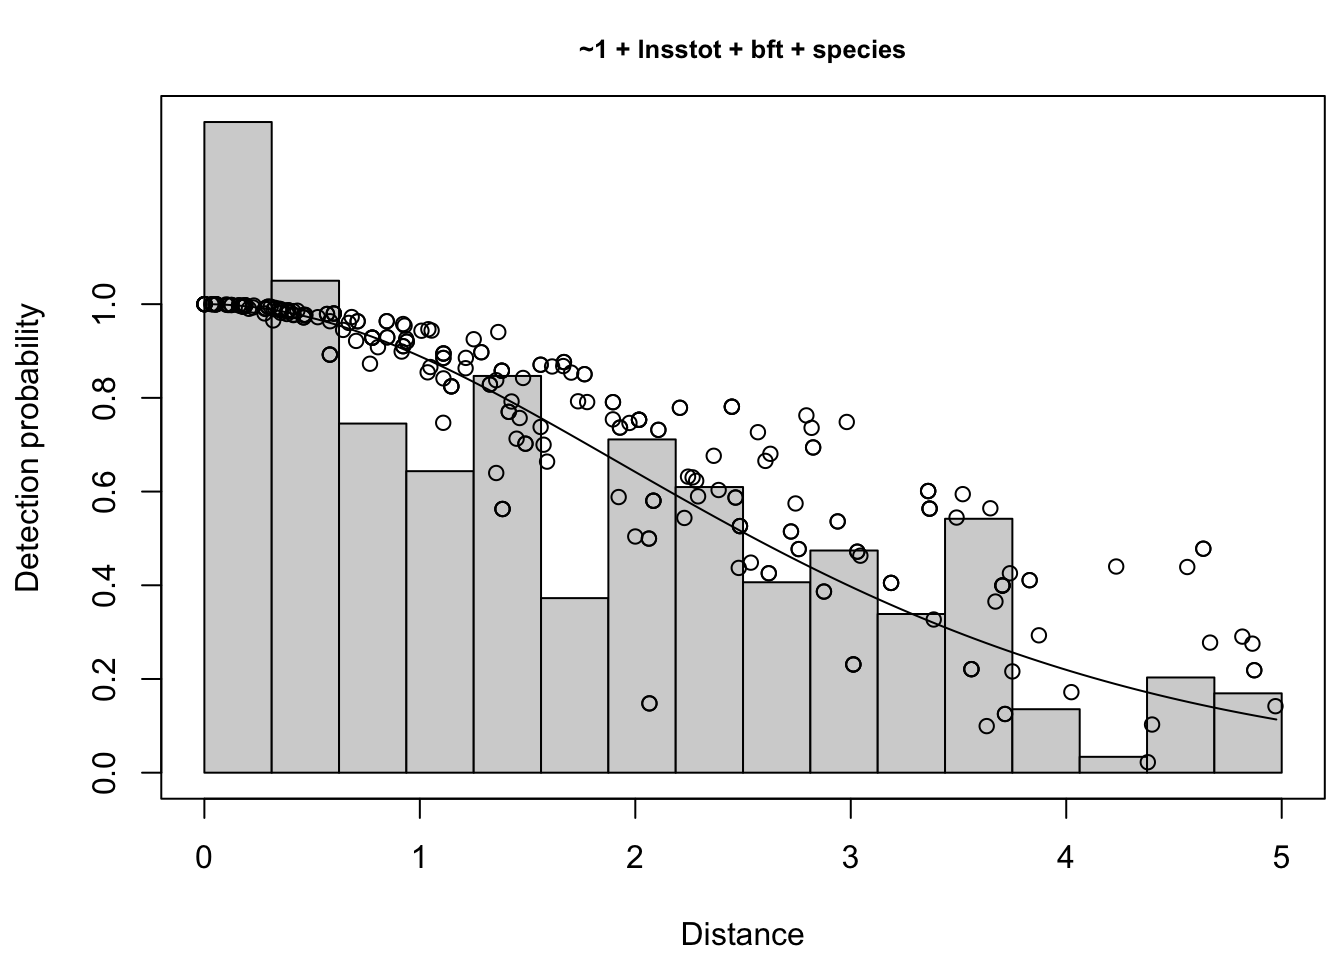 ~1 + lnsstot + bft + species
Detection probability
1.0
0.8
0.6
0.4
0.2
0.0
0 1 2 3 4 5
Distance